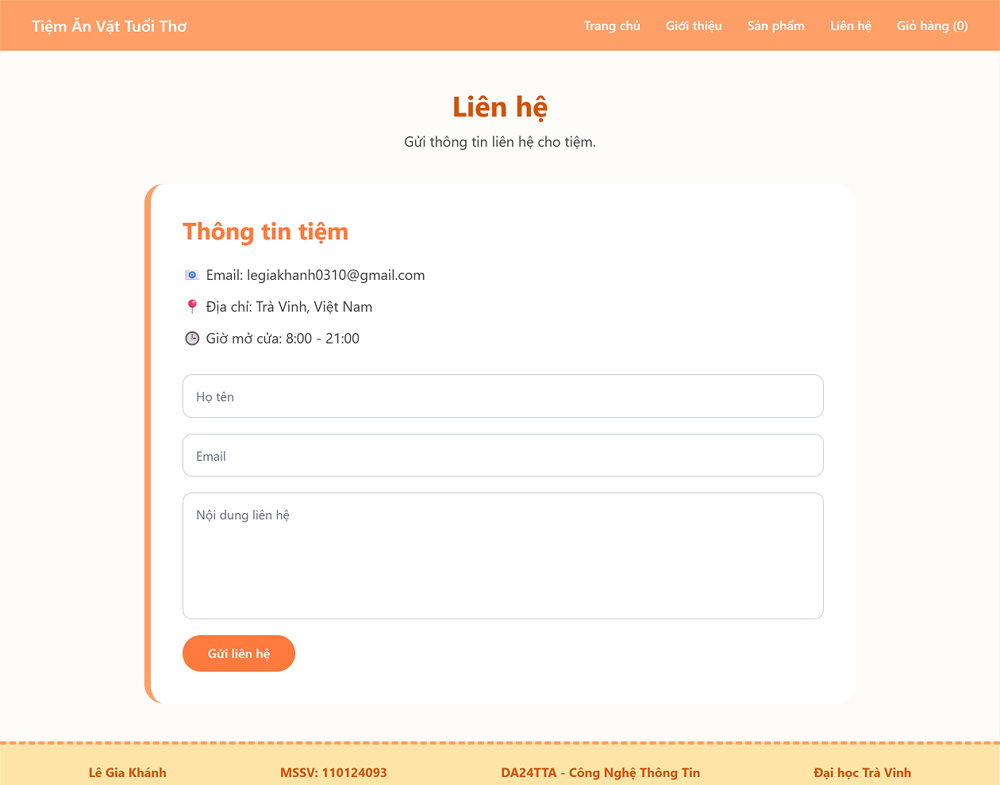 Tiệm Ăn Vặt Tuổi Thơ
Trang chủ
Giới thiệu
Sản phẩm
Liên hệ
Giỏ hàng (0)
Liên hệ
Gửi thông tin liên hệ cho tiệm.
Thông tin tiệm
Email: legiakhanh0310@gmail.com
Địa chỉ: Trà Vinh, Việt Nam
Giờ mở cửa: 8:00 - 21:00
Họ tên
Email
Nội dung liên hệ
Gửi liên hệ
Lê Gia Khánh
MSSV: 110124093
DA24TTA - Công Nghệ Thông Tin
Đại học Trà Vinh